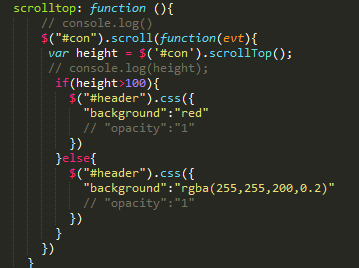 scrolltop: function (){
// console.log()
$("#con").scroll(function(evt){
var height = $('#con').scrollTop();
// console.log(height);
if(height>100){
$("#header").css({
"background":"red"
// "opacity":"1"
})
}else{
$("#header").css({
"background":"rgba(255,255,200,0.2)"
// "opacity":"1"
})
}
})
}